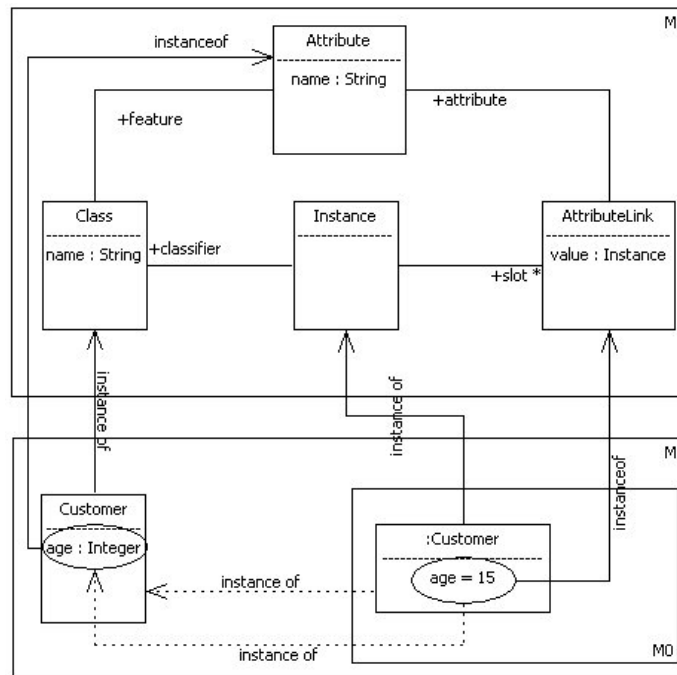 M
instanceof
Attribute
name : String
+attribute
+feature
Class
name : String
+classifier
Instance
AttributeLink
value : Instance
+slot *
instance of
instance of
instanceof
M
Customer
age : Integer
:Customer
age = 15
instance of
instance of
M0